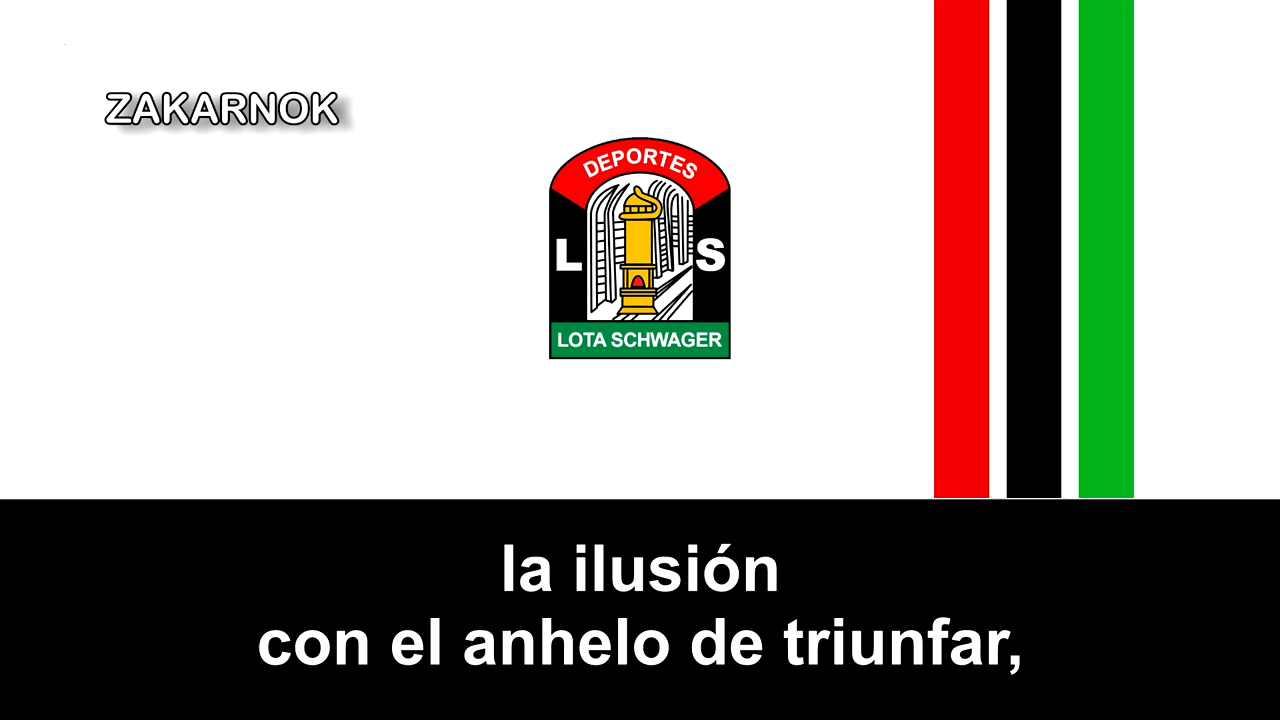 ZAKARNOK
DEPORTES
L S
LOTA SCHWAGER
la ilusión
con el anhelo de triunfar,